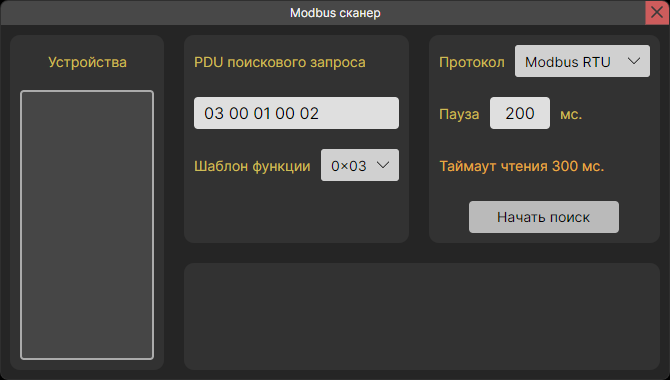 Modbus сканер
Устройства
PDU поискового запроса
03 00 01 00 02
Шаблон функции 0×03
Протокол Modbus RTU
Пауза 200 мс.
Таймаут чтения 300 мс.
Начать поиск